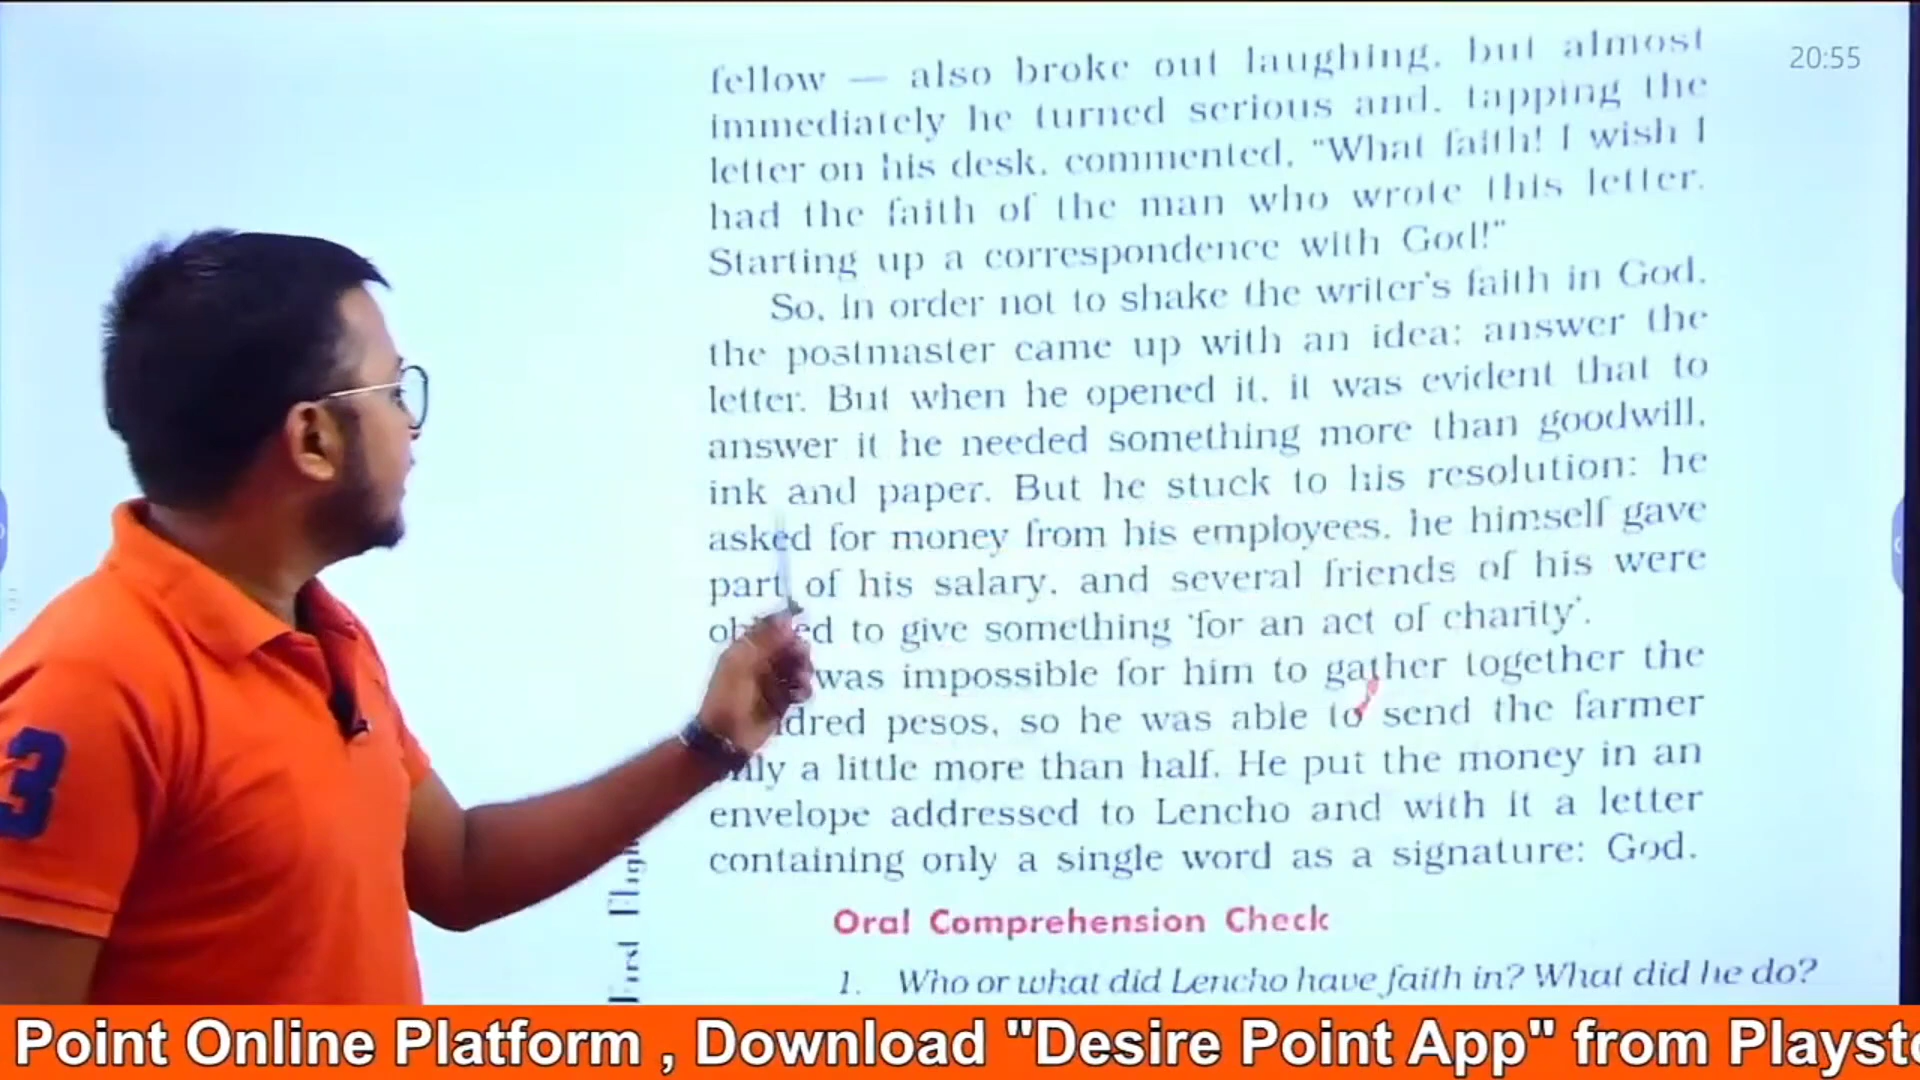 20:55
fellow — also broke out laughing, but almost
immediately he turned serious and, tapping the
letter on his desk, commented, "What faith! I wish I
had the faith of the man who wrote this letter.
Starting up a correspondence with God!"
So, in order not to shake the writer's faith in God,
the postmaster came up with an idea: answer the
letter. But when he opened it, it was evident that to
answer it he needed something more than goodwill,
ink and paper. But he stuck to his resolution: he
asked for money from his employees, he himself gave
part of his salary, and several friends of his were
to give something 'for an act of charity'.
was impossible for him to gather together the
pesos, so he was able to send the farmer
a little more than half. He put the money in an
envelope addressed to Lencho and with it a letter
containing only a single word as a signature: God.
Oral Comprehension Check
1. Who or what did Lencho have faith in? What did he do?
First
3
Point Online Platform , Download "Desire Point App" from